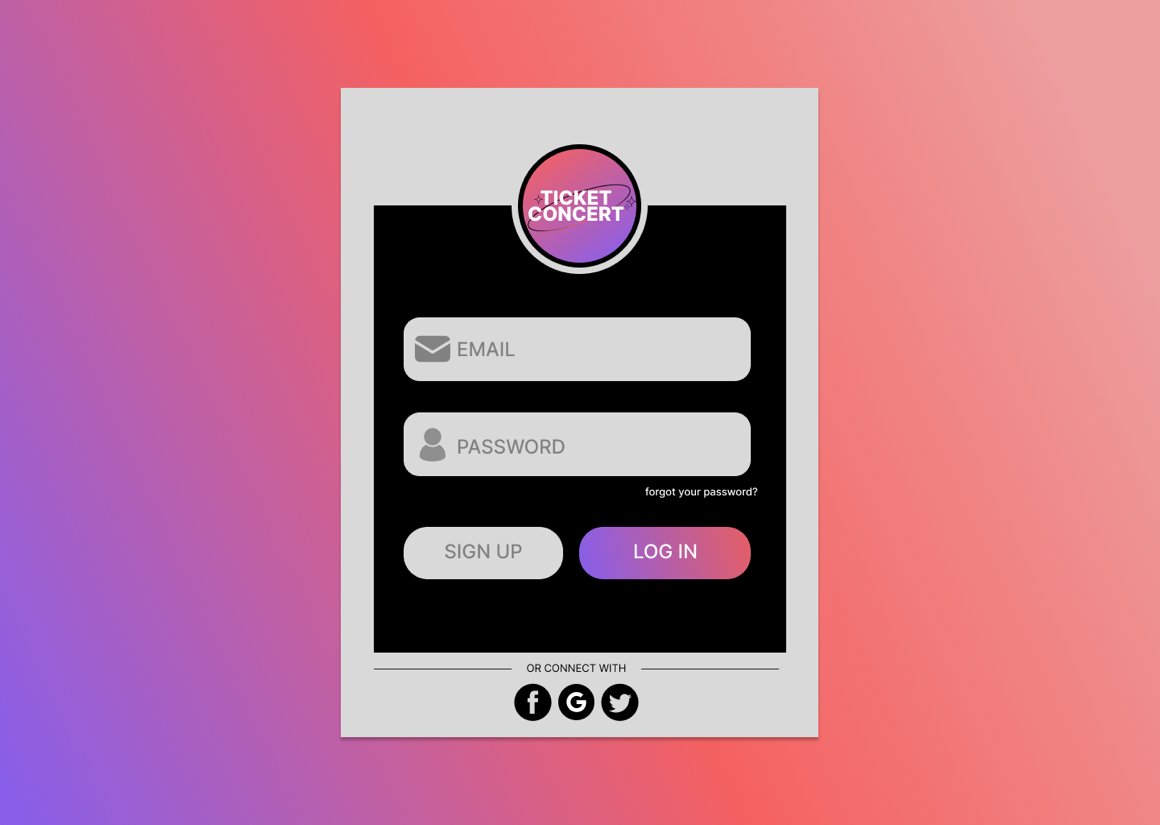 TICKET
CONCERT
EMAIL
PASSWORD
forgot your password?
SIGN UP
LOG IN
OR CONNECT WITH